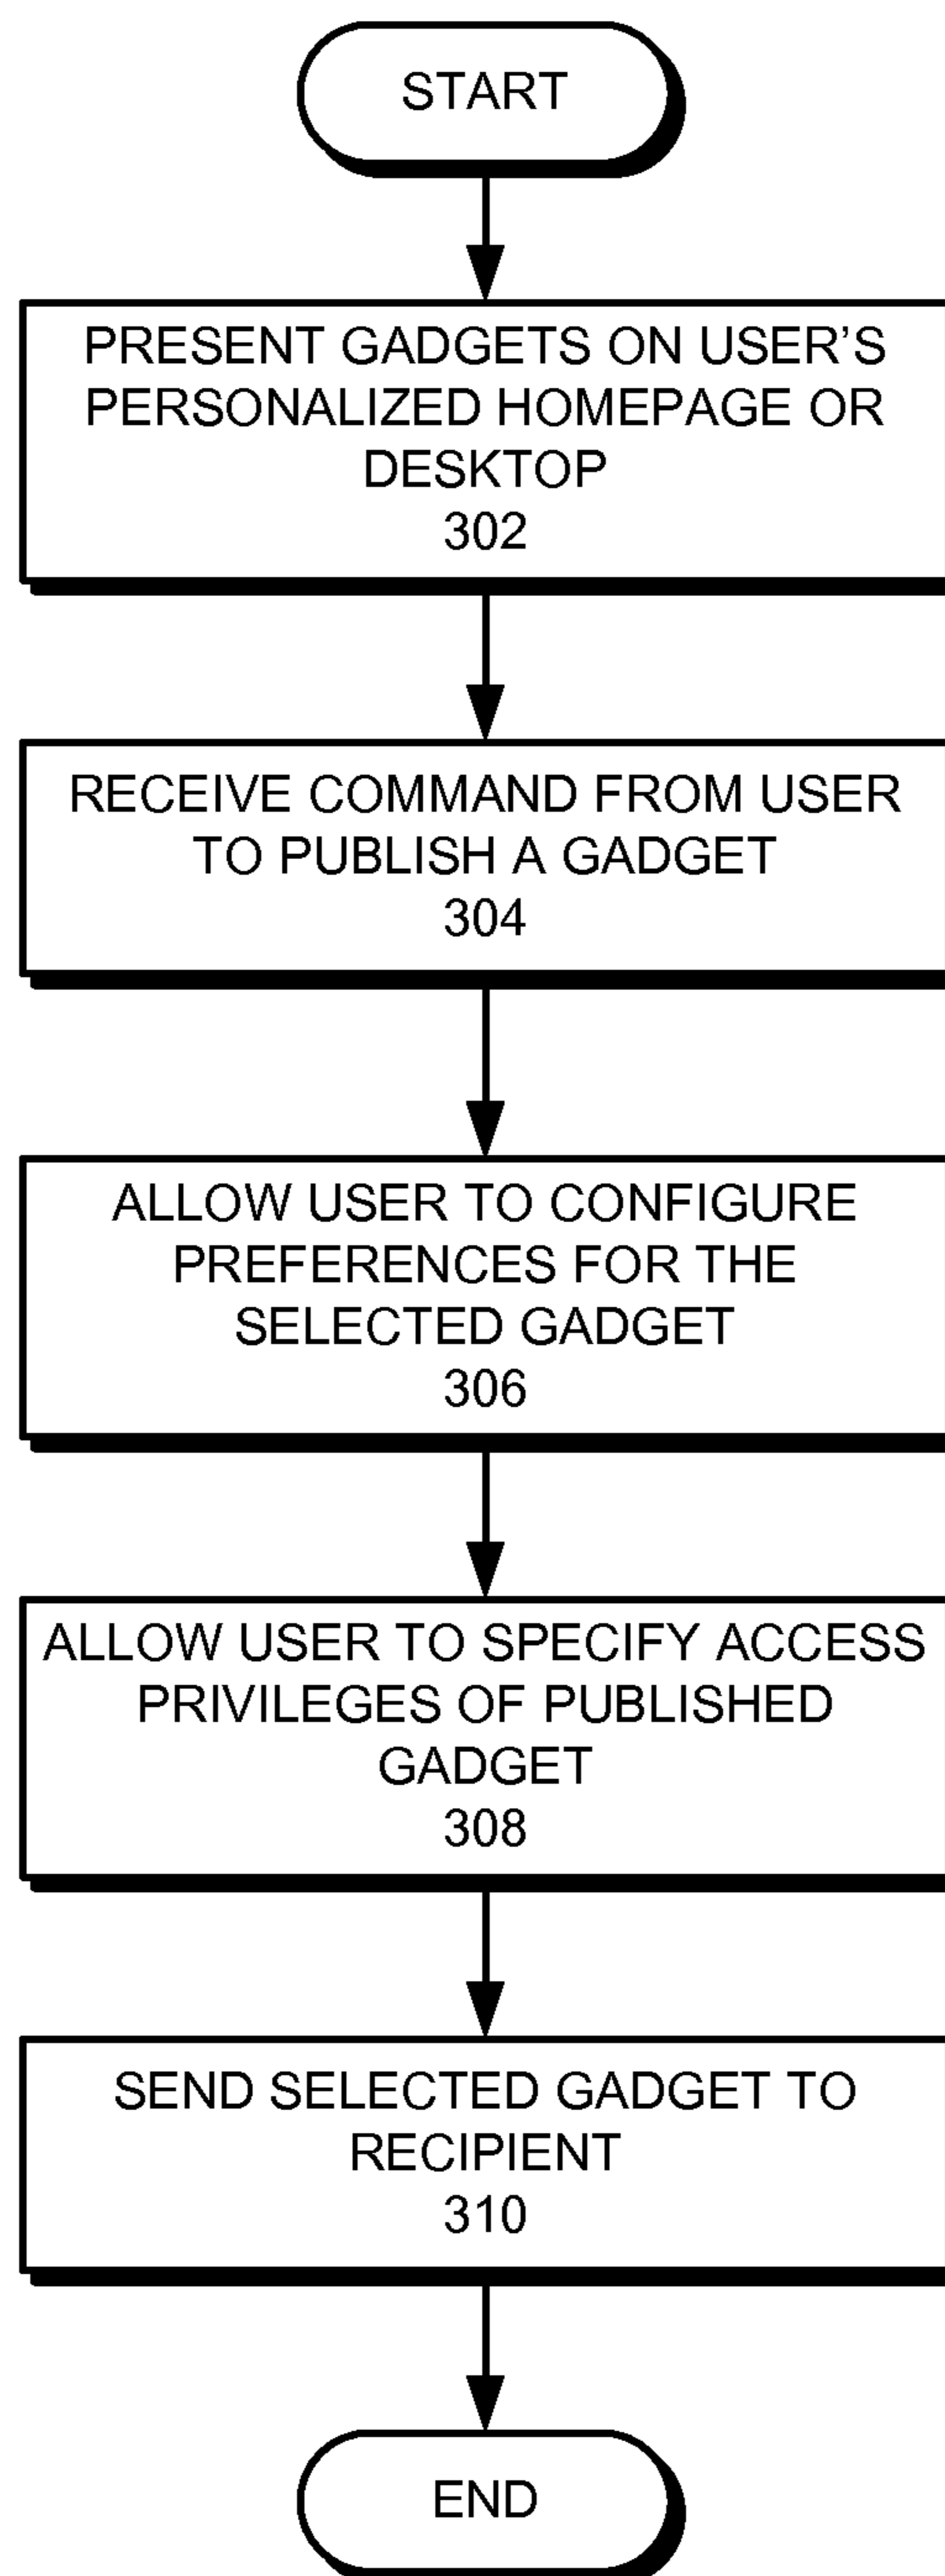 START
PRESENT GADGETS ON USER’S
PERSONALIZED HOMEPAGE OR
DESKTOP
302
RECEIVE COMMAND FROM USER
TO PUBLISH A GADGET
304
ALLOW USER TO CONFIGURE
PREFERENCES FOR THE
SELECTED GADGET
306
ALLOW USER TO SPECIFY ACCESS
PRIVILEGES OF PUBLISHED
GADGET
308
SEND SELECTED GADGET TO
RECIPIENT
310
END